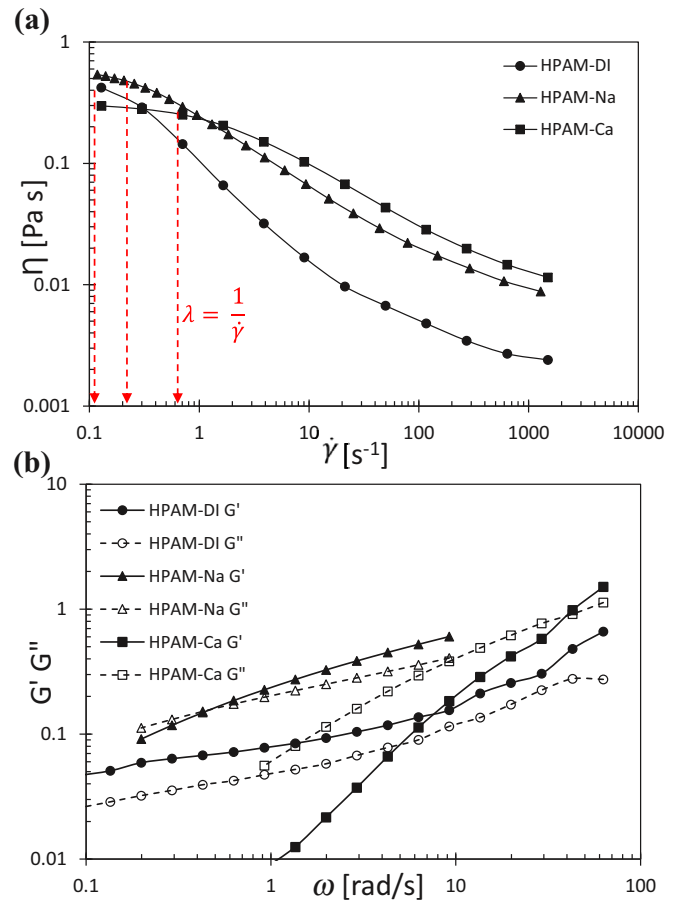 (a)
1
0.1
0.01
0.001
η [Pa s]
HPAM-DI
HPAM-Na
HPAM-Ca
λ = 1/γ̇
0.1 1 10 100 1000 10000
γ̇ [s⁻¹]
(b)
10
1
0.1
0.01
G' G"
HPAM-DI G'
HPAM-DI G"
HPAM-Na G'
HPAM-Na G"
HPAM-Ca G'
HPAM-Ca G"
0.1 1 10 100
ω [rad/s]